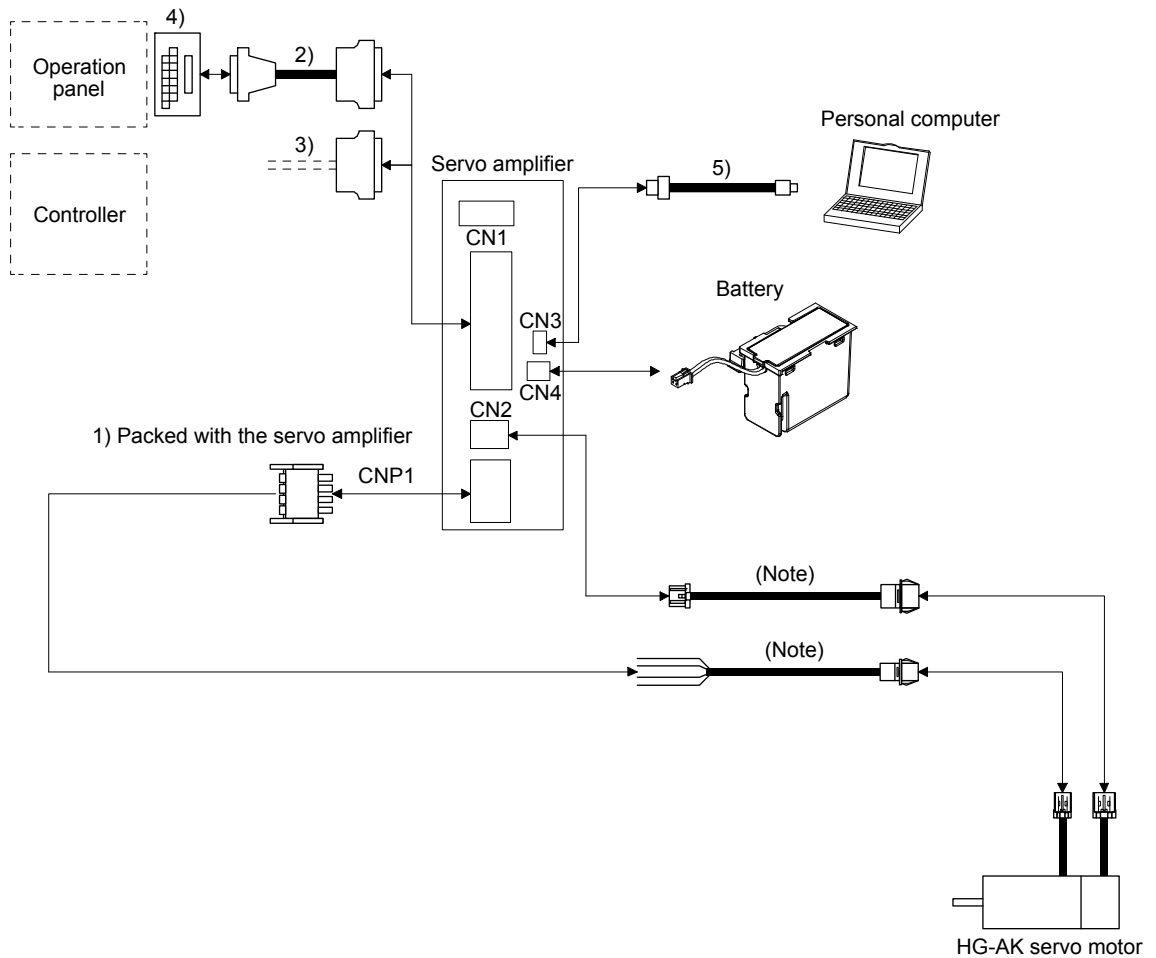 4)
Operation
panel
2)
3)
Controller
Servo amplifier
CN1
CN3
CN4
CN2
5)
Personal computer
Battery
1) Packed with the servo amplifier
CNP1
(Note)
(Note)
HG-AK servo motor